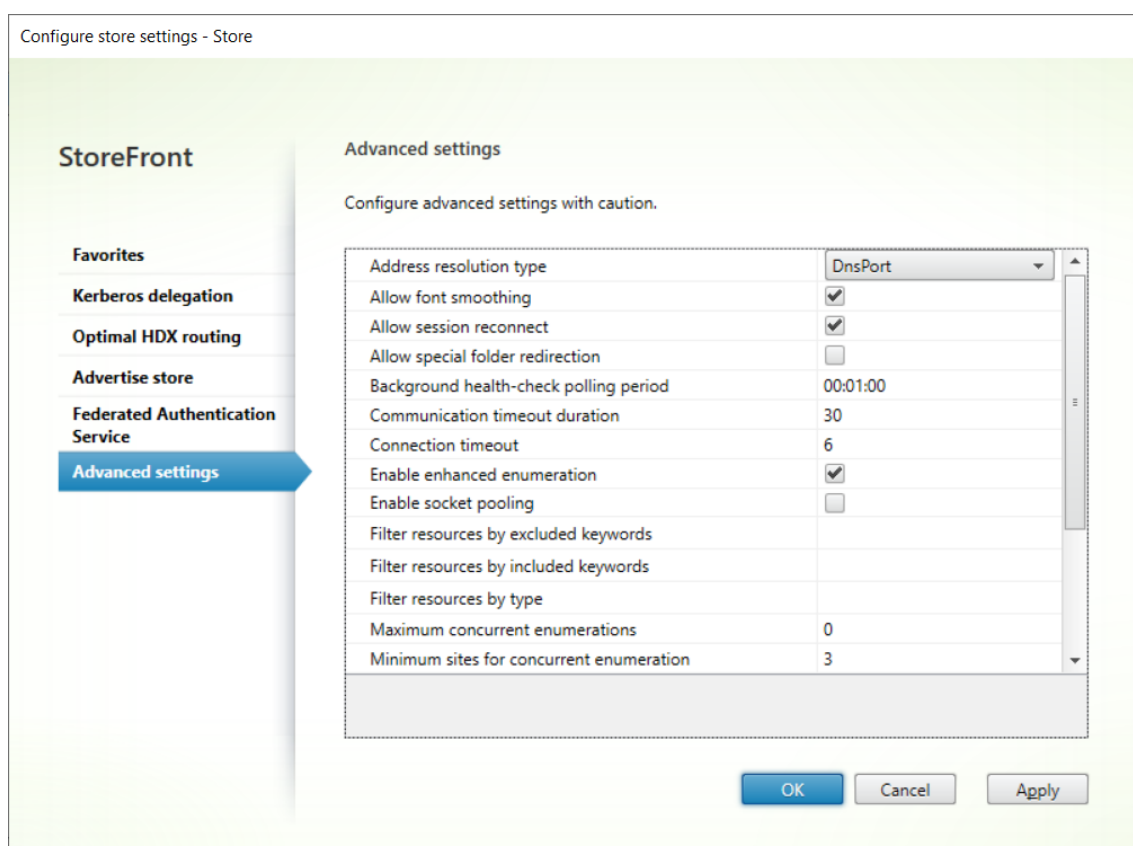 Configure store settings - Store
StoreFront
Favorites
Kerberos delegation
Optimal HDX routing
Advertise store
Federated Authentication
Service
Advanced settings
Advanced settings
Configure advanced settings with caution.
Address resolution type DnsPort
Allow font smoothing
Allow session reconnect
Allow special folder redirection
Background health-check polling period 00:01:00
Communication timeout duration 30
Connection timeout 6
Enable enhanced enumeration
Enable socket pooling
Filter resources by excluded keywords
Filter resources by included keywords
Filter resources by type
Maximum concurrent enumerations 0
Minimum sites for concurrent enumeration 3
OK Cancel Apply